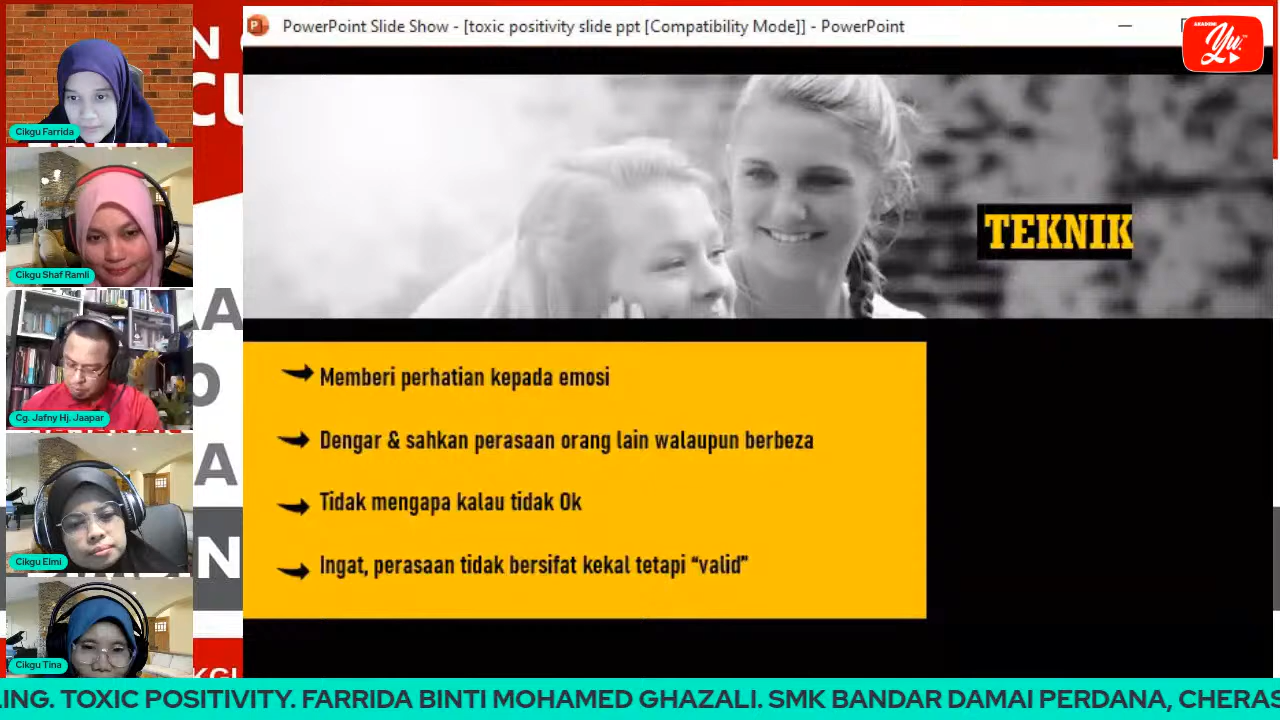 PowerPoint Slide Show - [toxic positivity slide ppt [Compatibility Mode]] - PowerPoint
AKADEMI
Yu
TEKNIK
Memberi perhatian kepada emosi
Dengar & sahkan perasaan orang lain walaupun berbeza
Tidak mengapa kalau tidak Ok
Ingat, perasaan tidak bersifat kekal tetapi “valid”
Cikgu Farrida
Cikgu Shaf Ramli
Cg. Jafny Hj. Jaapar
Cikgu Elmi
Cikgu Tina
LING. TOXIC POSITIVITY. FARRIDA BINTI MOHAMED GHAZALI. SMK BANDAR DAMAI PERDANA, CHERAS